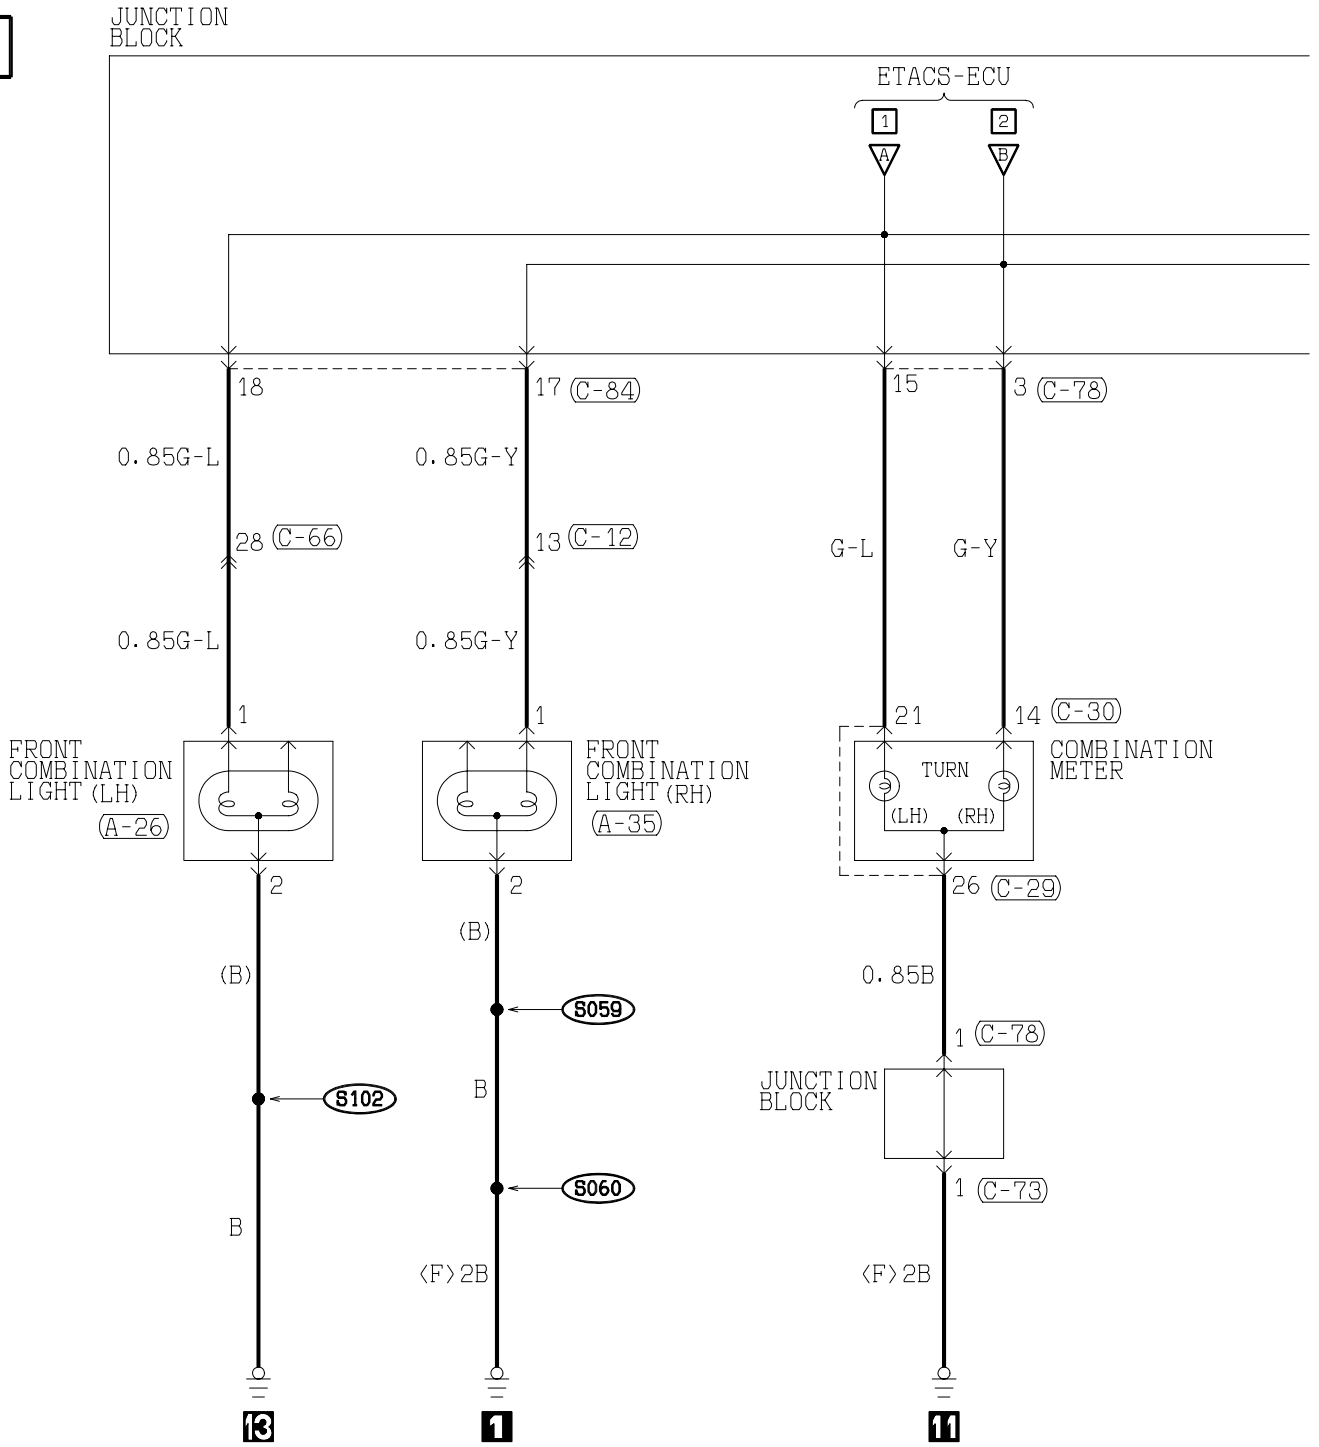 JUNCTION
BLOCK
ETACS-ECU
1 2
A B
18 17 (C-84) 15 3 (C-78)
0.85G-L 0.85G-Y
28 (C-66) 13 (C-12)
G-L G-Y
0.85G-L 0.85G-Y
1 1 21 14 (C-30)
FRONT
COMBINATION
LIGHT (LH)
(A-26)
FRONT
COMBINATION
LIGHT (RH)
(A-35)
TURN
(LH) (RH)
COMBINATION
METER
2 2 26 (C-29)
(B)
(B)
0.85B
S059
1 (C-78)
JUNCTION
BLOCK
B
S102
S060
1 (C-73)
B
<F>2B <F>2B
13 1 11